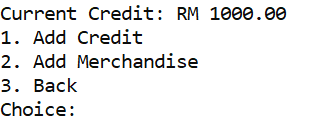 Current Credit: RM 1000.00
1. Add Credit
2. Add Merchandise
3. Back
Choice: